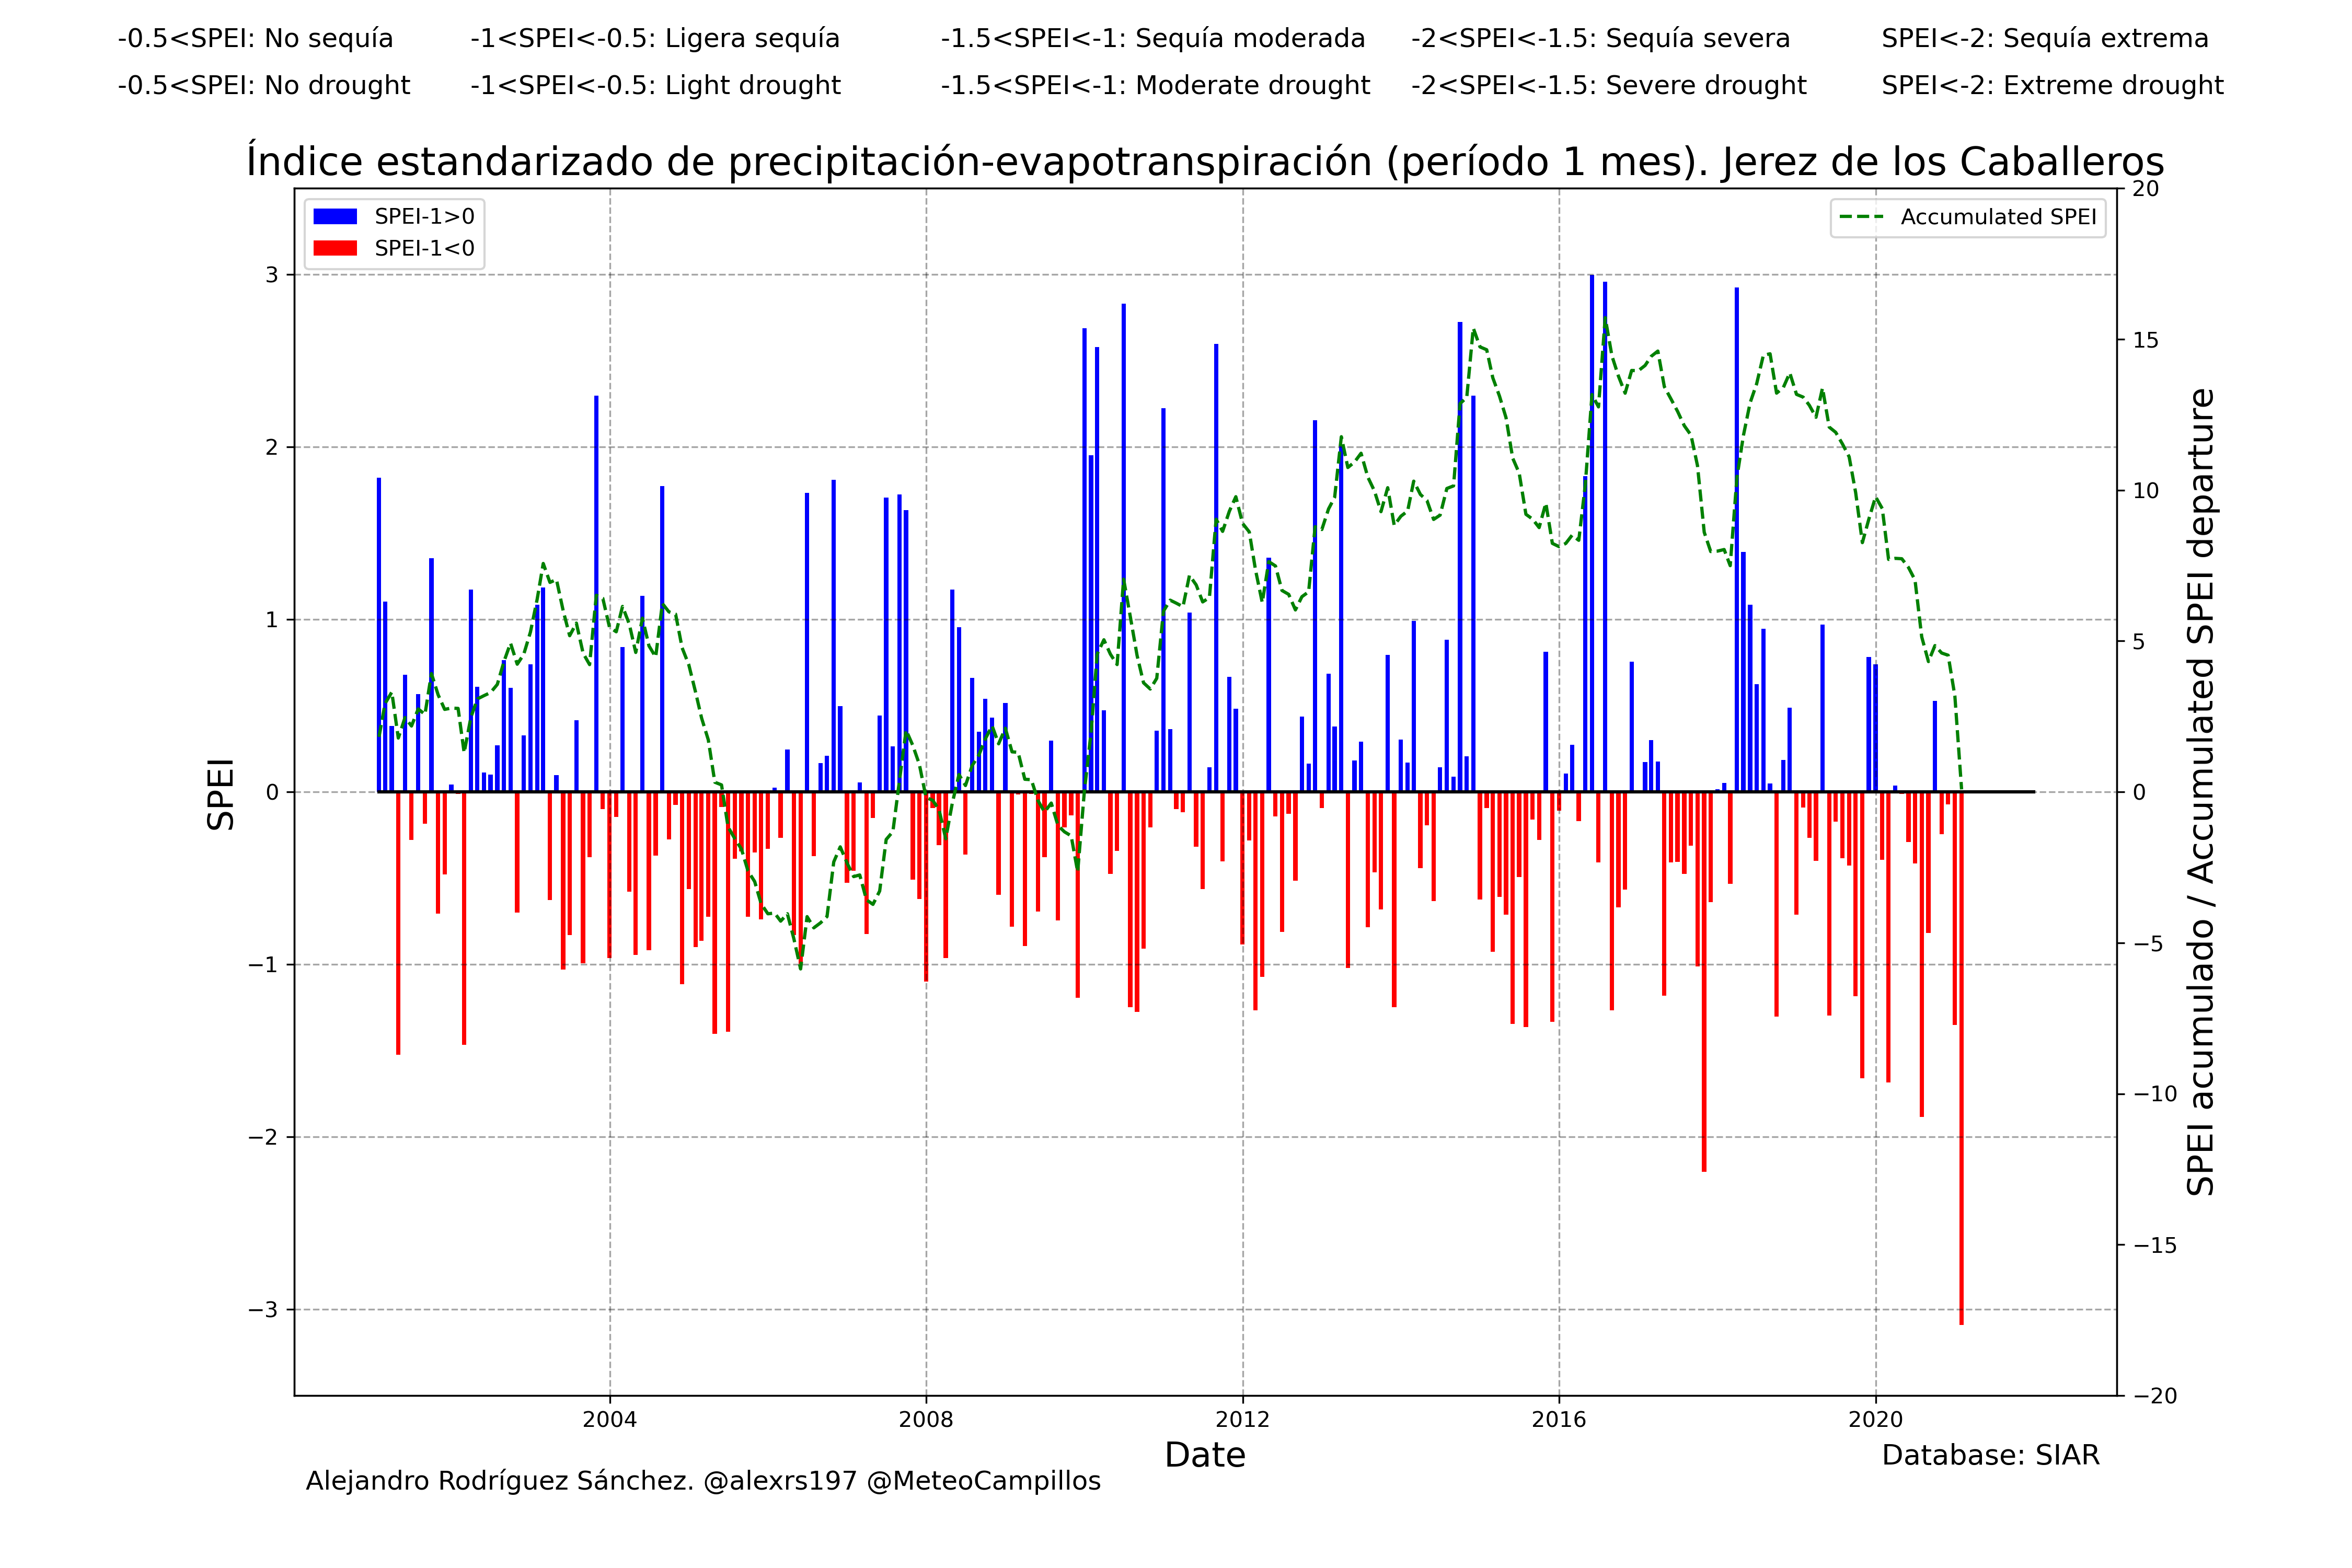 -0.5<SPEI: No sequía -1<SPEI<-0.5: Ligera sequía -1.5<SPEI<-1: Sequía moderada -2<SPEI<-1.5: Sequía severa SPEI<-2: Sequía extrema
-0.5<SPEI: No drought -1<SPEI<-0.5: Light drought -1.5<SPEI<-1: Moderate drought -2<SPEI<-1.5: Severe drought SPEI<-2: Extreme drought
Índice estandarizado de precipitación-evapotranspiración (período 1 mes). Jerez de los Caballeros
SPEI-1>0
SPEI-1<0
Accumulated SPEI
SPEI
3
2
1
0
−1
−2
−3
20
15
10
5
0
−5
−10
−15
−20
SPEI acumulado / Accumulated SPEI departure
2004 2008 2012 2016 2020
Date
Database: SIAR
Alejandro Rodríguez Sánchez. @alexrs197 @MeteoCampillos